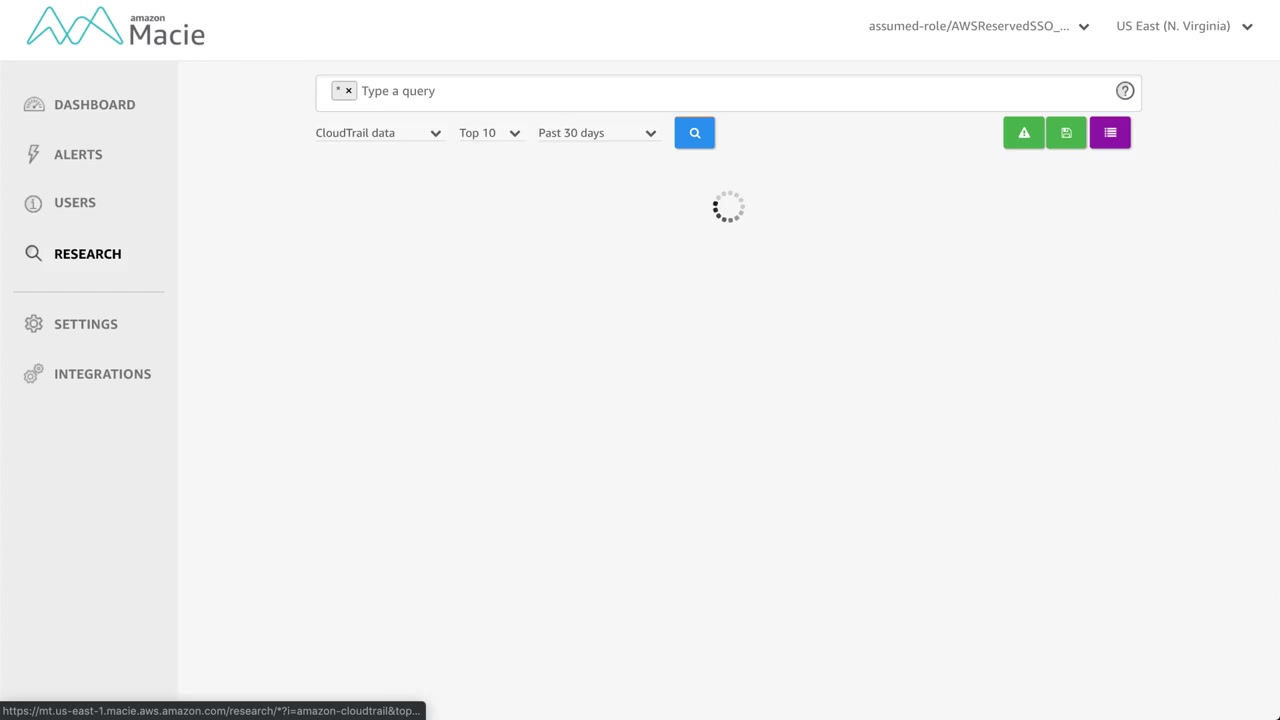 amazon
Macie
assumed-role/AWSReservedSSO_...
US East (N. Virginia)
DASHBOARD
ALERTS
USERS
RESEARCH
SETTINGS
INTEGRATIONS
* × Type a query
?
CloudTrail data
Top 10
Past 30 days
https://mt.us-east-1.macie.aws.amazon.com/research/*?i=amazon-cloudtrail&top...